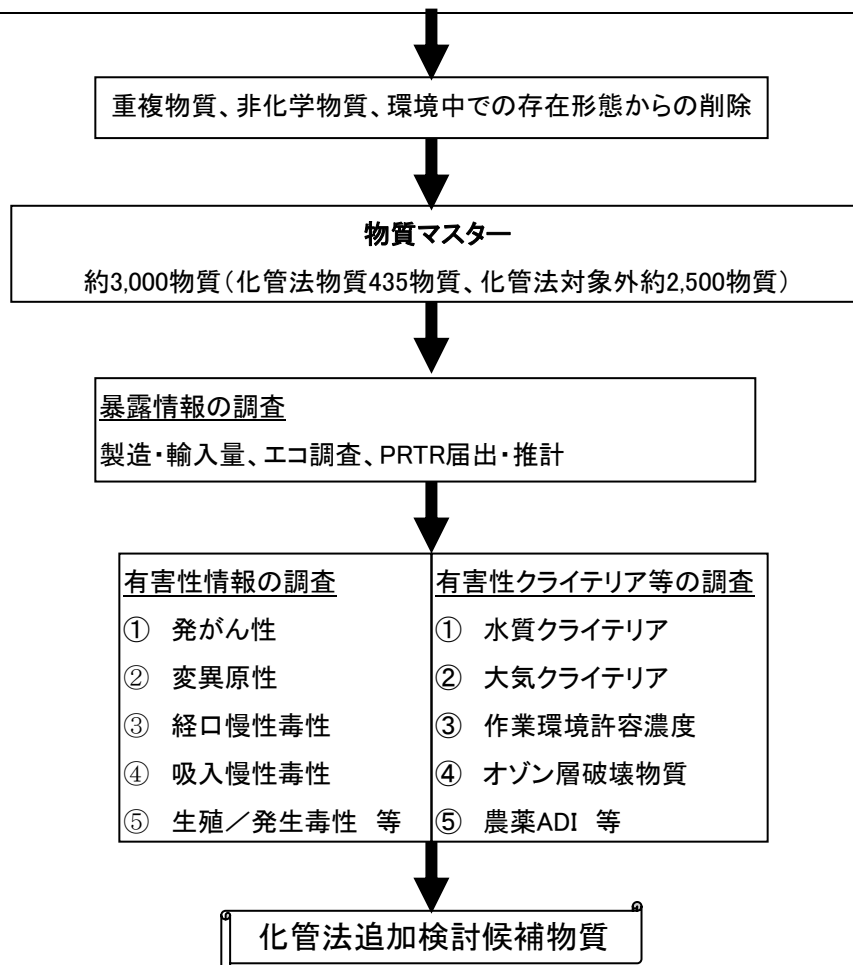 重複物質、非化学物質、環境中での存在形態からの削除
物質マスター
約3,000物質(化管法物質435物質、化管法対象外約2,500物質)
暴露情報の調査
製造・輸入量、エコ調査、PRTR届出・推計
有害性情報の調査
① 発がん性
② 変異原性
③ 経口慢性毒性
④ 吸入慢性毒性
⑤ 生殖/発生毒性 等
有害性クライテリア等の調査
① 水質クライテリア
② 大気クライテリア
③ 作業環境許容濃度
④ オゾン層破壊物質
⑤ 農薬ADI 等
化管法追加検討候補物質